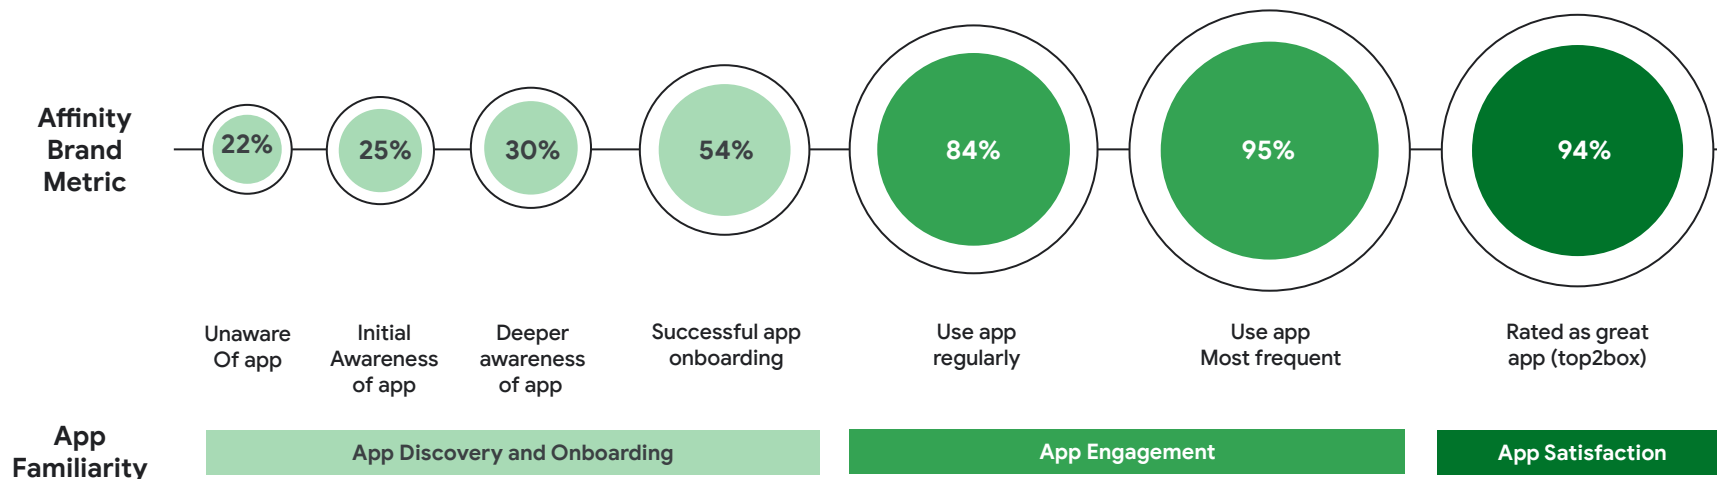 Affinity
Brand
Metric
22%
25%
30%
54%
84%
95%
94%
Unaware
Of app
Initial
Awareness
of app
Deeper
awareness
of app
Successful app
onboarding
Use app
regularly
Use app
Most frequent
Rated as great
app (top2box)
App
Familiarity
App Discovery and Onboarding
App Engagement
App Satisfaction